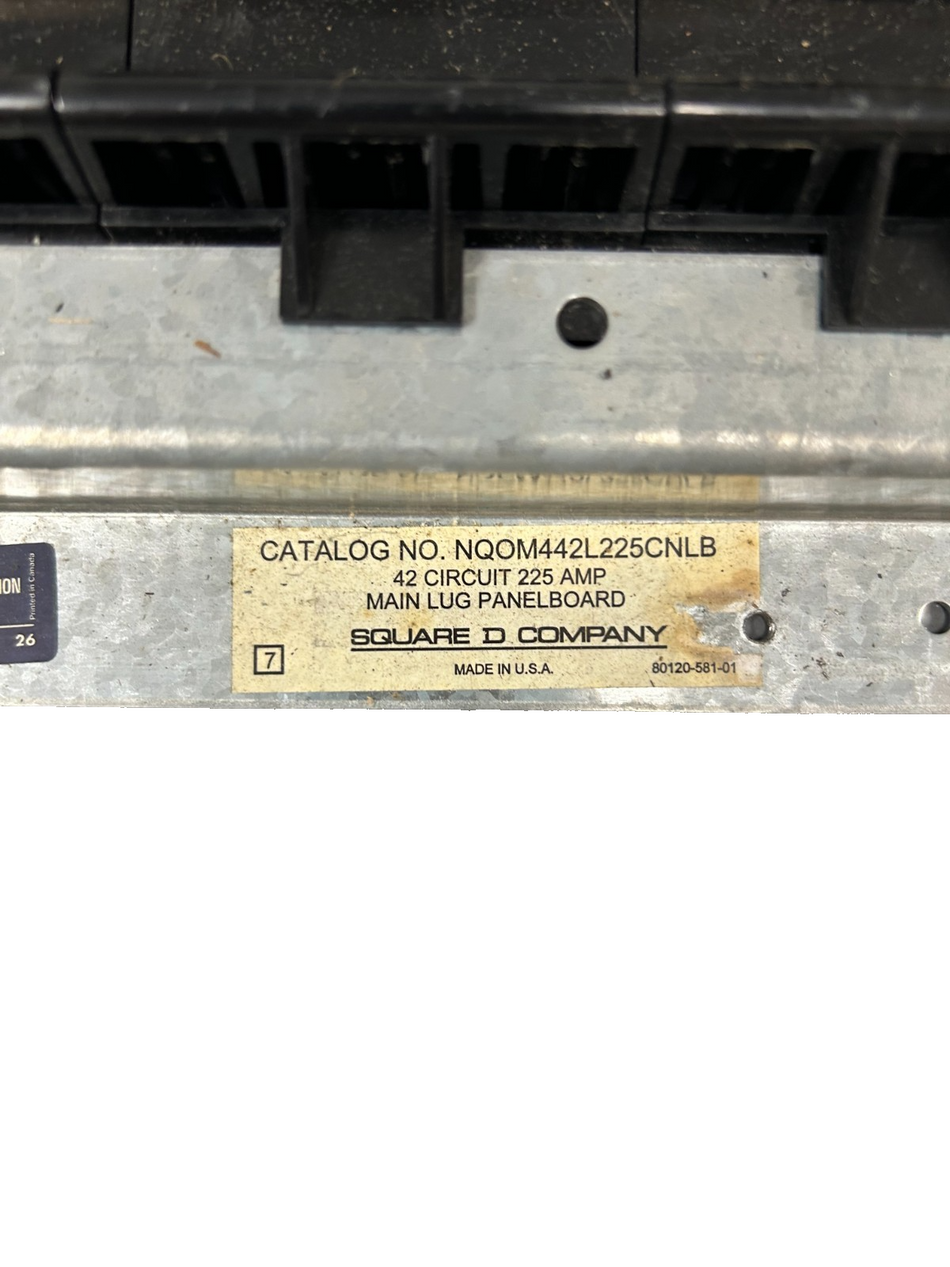 CATALOG NO. NQOM442L225CNLB
42 CIRCUIT 225 AMP
MAIN LUG PANELBOARD
SQUARE D COMPANY
7
MADE IN U.S.A.
80120-581-01
Printed in Canada
26